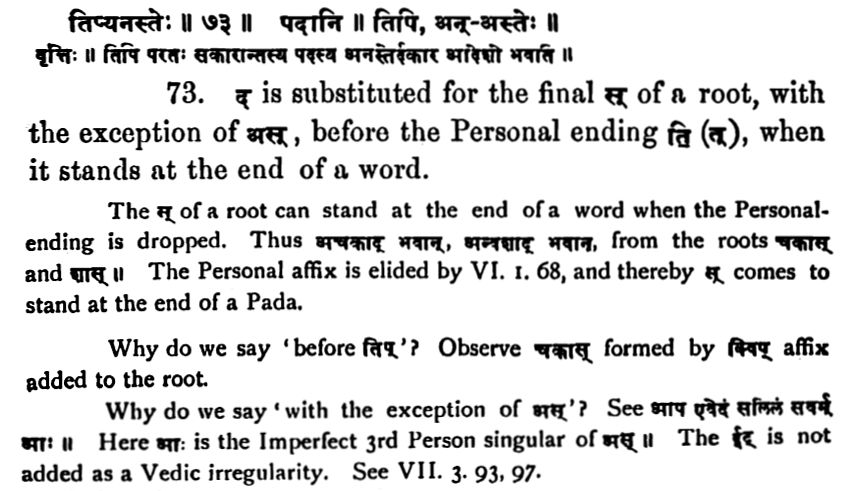 तिप्यनस्तेः ॥ ७३ ॥ पदानि ॥ तिपि, अन्-अस्तेः ॥
वृत्तिः ॥ तिपि परतः सकारान्तस्य पदस्य अनस्तेर्दकार आदेशो भवति ॥
73. द् is substituted for the final स् of a root, with
the exception of अस्, before the Personal ending ति (त्), when
it stands at the end of a word.
The स् of a root can stand at the end of a word when the Personal-
ending is dropped. Thus अचकाद् भवान्, अन्वशाद् भवान्, from the roots चकास्
and शास् ॥ The Personal affix is elided by VI. 1. 68, and thereby स् comes to
stand at the end of a Pada.
Why do we say 'before तिप्'? Observe चकास् formed by क्विप् affix
added to the root.
Why do we say 'with the exception of अस्'? See आप एवेदं सलिलं सर्वम्
आः ॥ Here आः is the Imperfect 3rd Person singular of अस् ॥ The ईट् is not
added as a Vedic irregularity. See VII. 3. 93, 97.